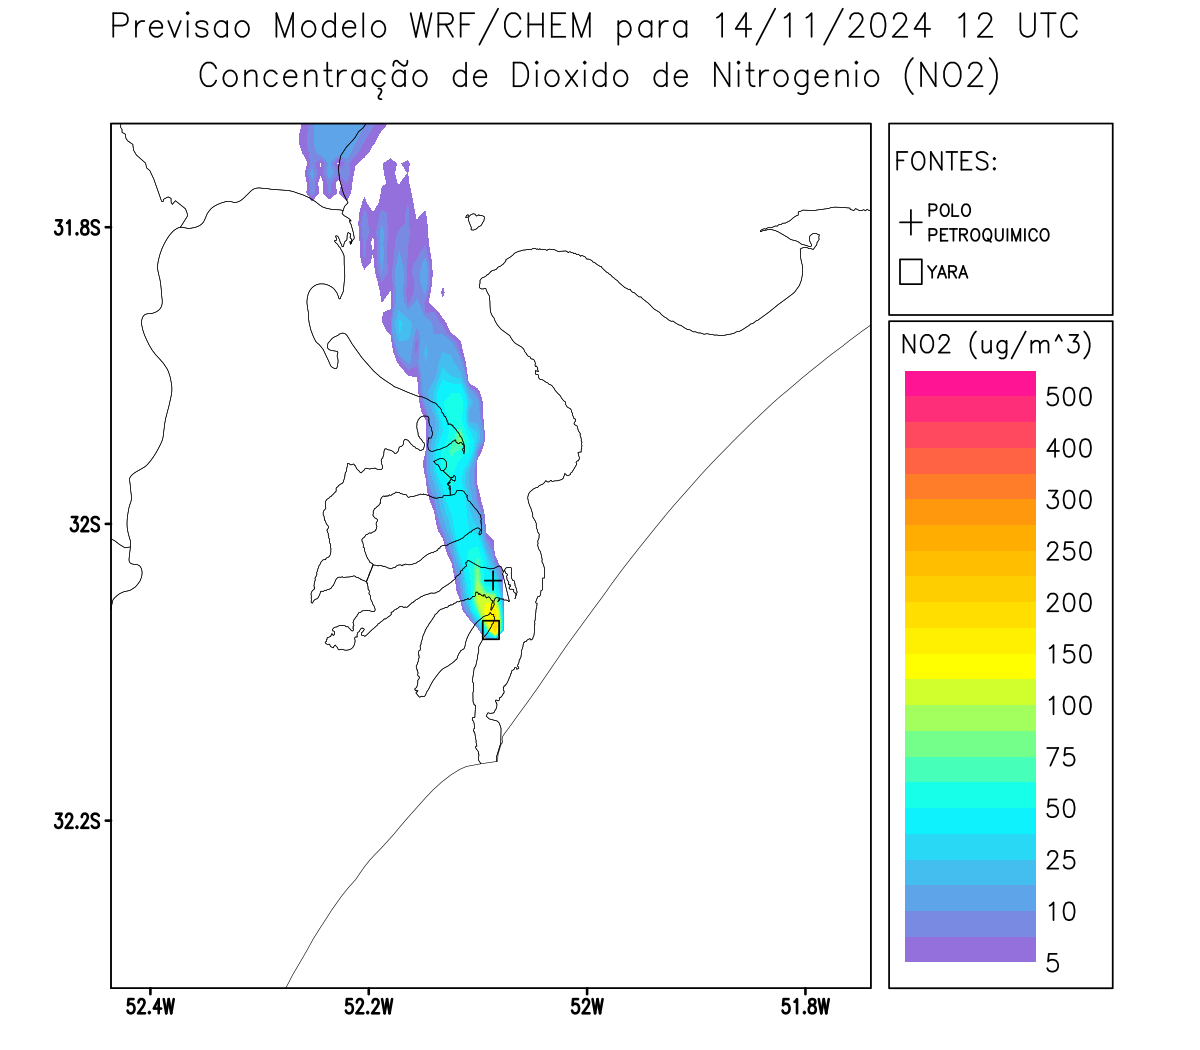 Previsao Modelo WRF/CHEM para 14/11/2024 12 UTC
Concentração de Dioxido de Nitrogenio (NO2)
FONTES:
POLO
PETROQUIMICO
YARA
NO2 (ug/m^3)
500
400
300
250
200
150
100
75
50
25
10
5
31.8S
32S
32.2S
52.4W
52.2W
52W
51.8W